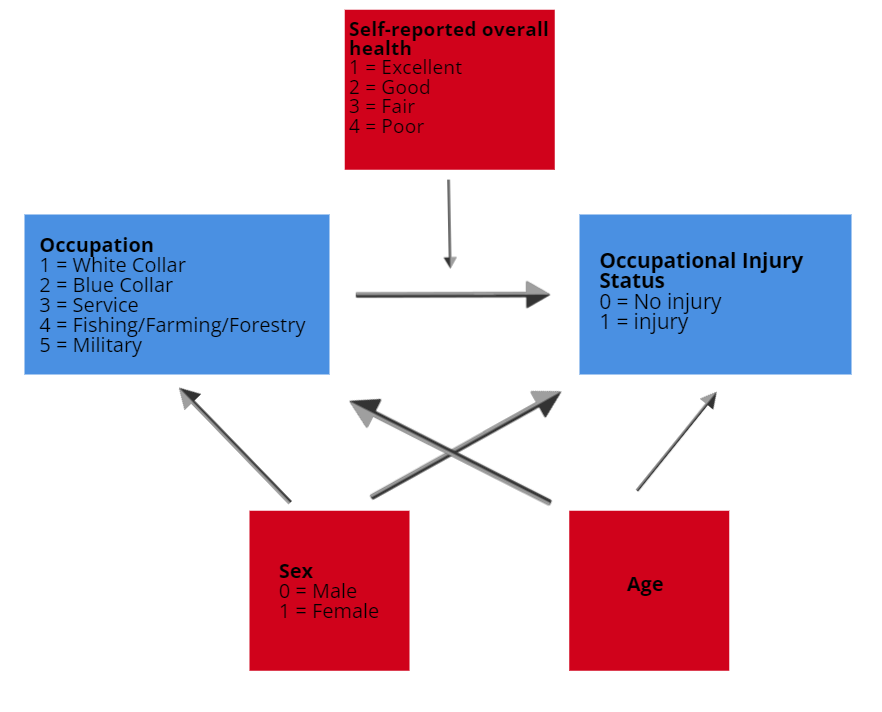 Self-reported overall
health
1 = Excellent
2 = Good
3 = Fair
4 = Poor
Occupation
1 = White Collar
2 = Blue Collar
3 = Service
4 = Fishing/Farming/Forestry
5 = Military
Occupational Injury
Status
0 = No injury
1 = injury
Sex
0 = Male
1 = Female
Age